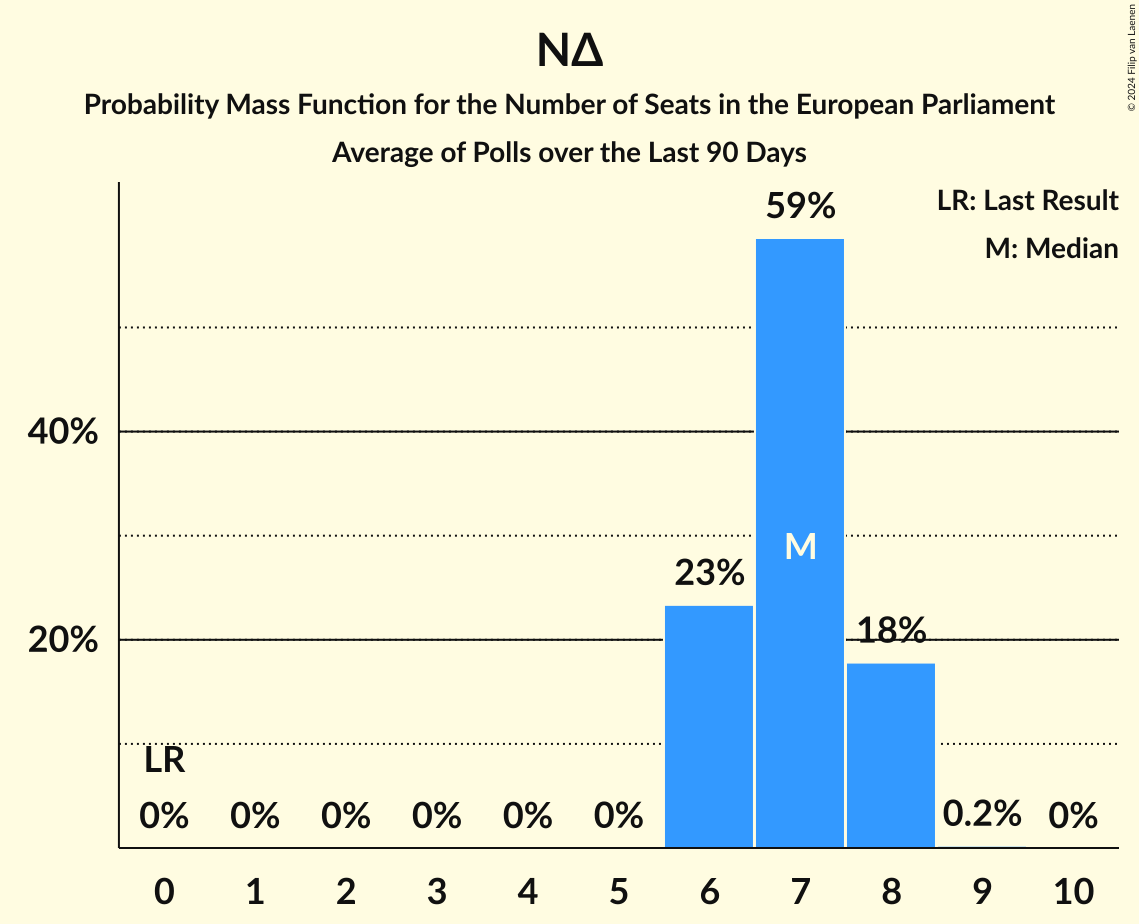 NΔ
Probability Mass Function for the Number of Seats in the European Parliament
Average of Polls over the Last 90 Days
© 2024 Filip van Laenen
LR: Last Result
M: Median
59%
40%
M
23%
20%
18%
LR
0% 0% 0% 0% 0% 0% 0.2% 0%
0 1 2 3 4 5 6 7 8 9 10